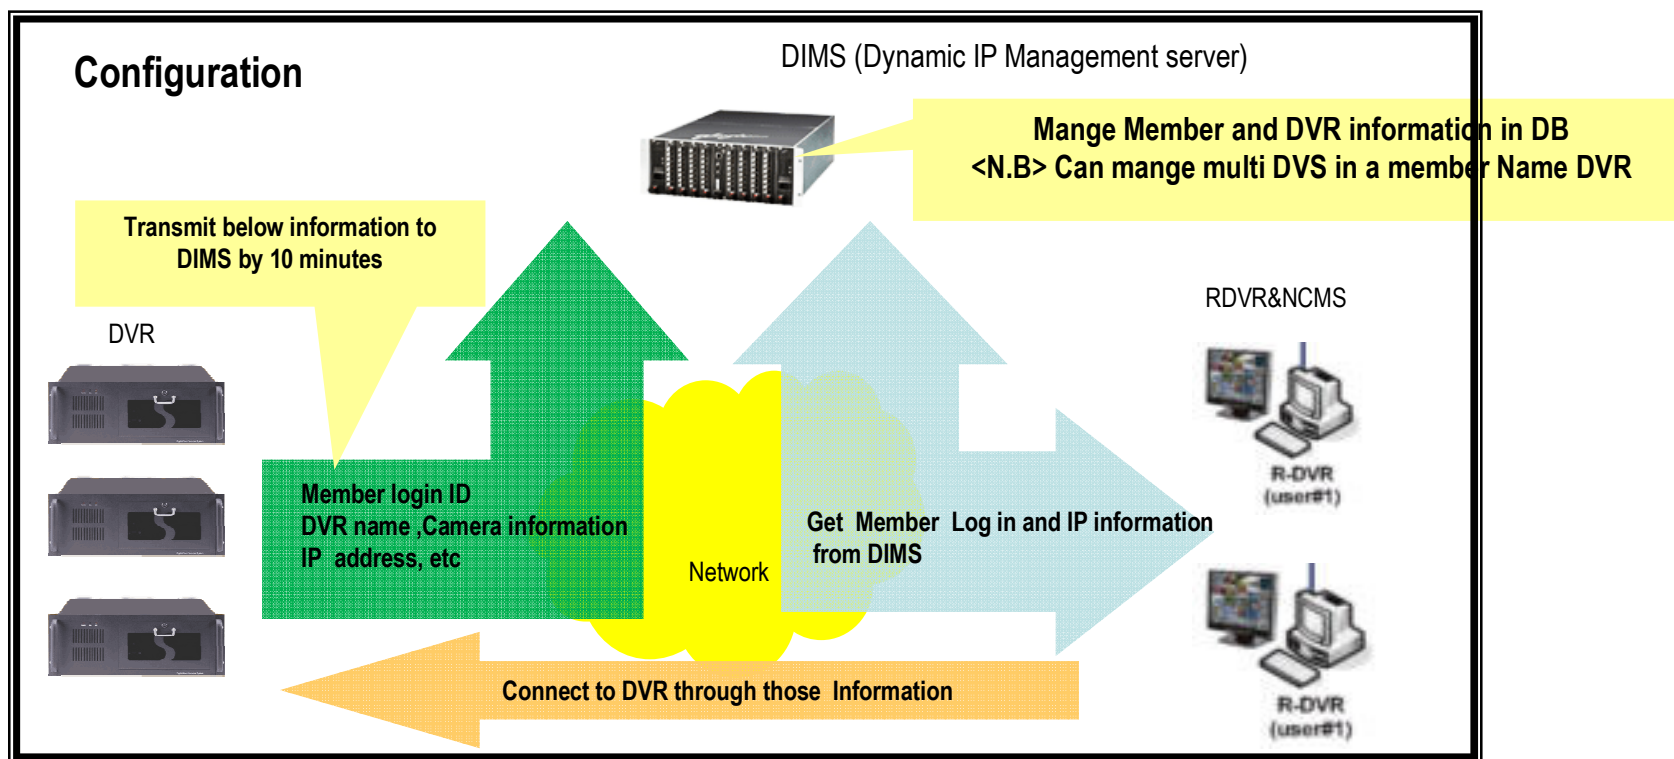 Configuration
DIMS (Dynamic IP Management server)
Mange Member and DVR information in DB
<N.B> Can mange multi DVS in a member Name DVR
Transmit below information to
DIMS by 10 minutes
DVR
RDVR&NCMS
Member login ID
DVR name ,Camera information
IP address, etc
Network
Get Member Log in and IP information
from DIMS
R-DVR
(user#1)
Connect to DVR through those Information
R-DVR
(user#1)